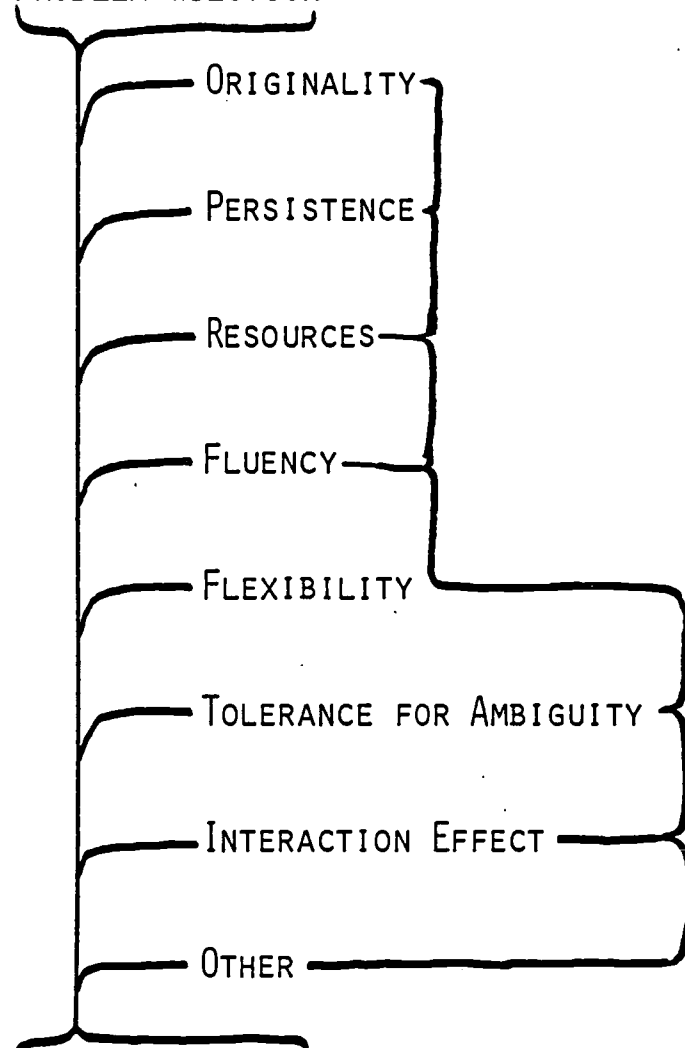 ORIGINALITY
PERSISTENCE
RESOURCES
FLUENCY
FLEXIBILITY
TOLERANCE FOR AMBIGUITY
INTERACTION EFFECT
OTHER